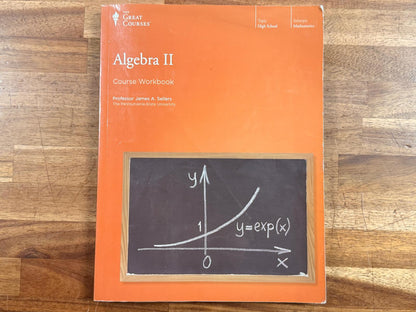 THE
GREAT
COURSES®
Topic
High School
Subtopic
Mathematics
Algebra II
Course Workbook
Professor James A. Sellers
The Pennsylvania State University
y
1
y=exp(x)
0
x